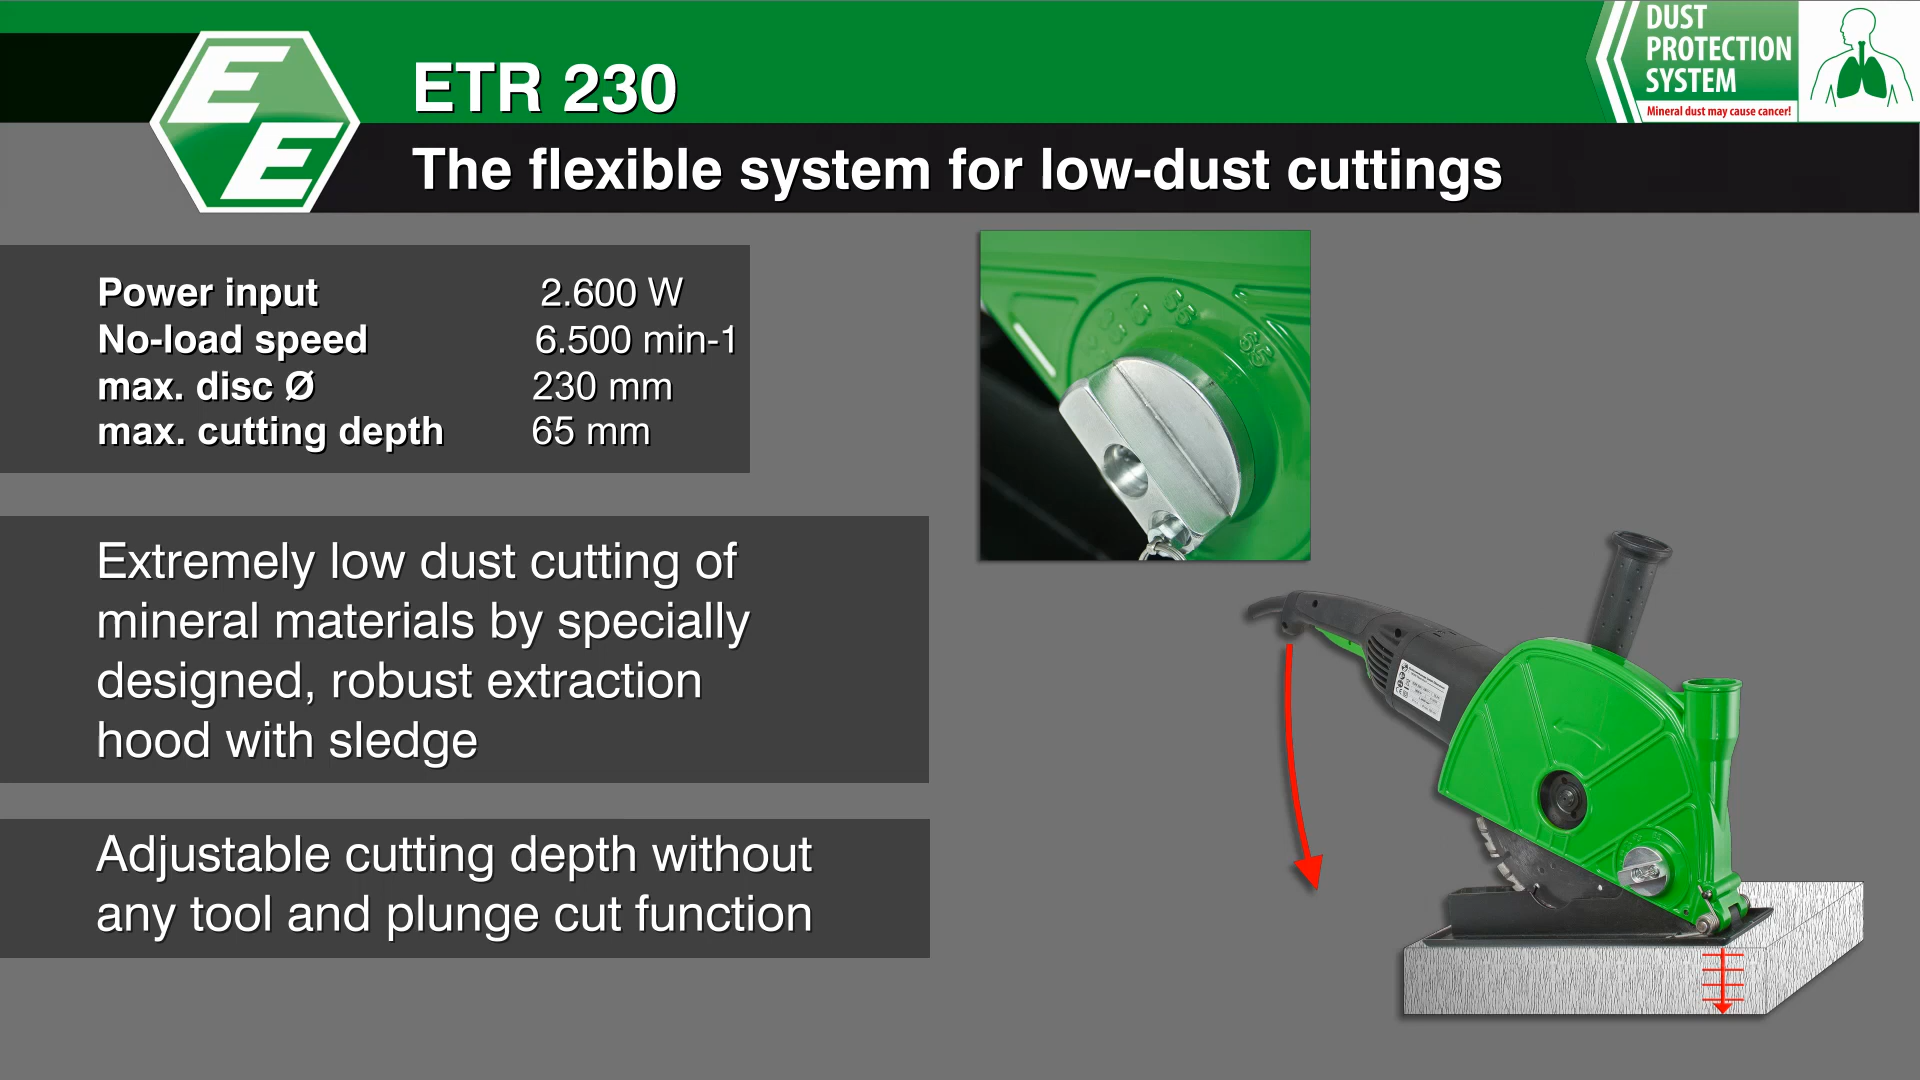 DUST
PROTECTION
SYSTEM
Mineral dust may cause cancer!
E
E
ETR 230
The flexible system for low-dust cuttings
Power input 2.600 W
No-load speed 6.500 min-1
max. disc Ø 230 mm
max. cutting depth 65 mm
55
65
Extremely low dust cutting of
mineral materials by specially
designed, robust extraction
hood with sledge
Adjustable cutting depth without
any tool and plunge cut function